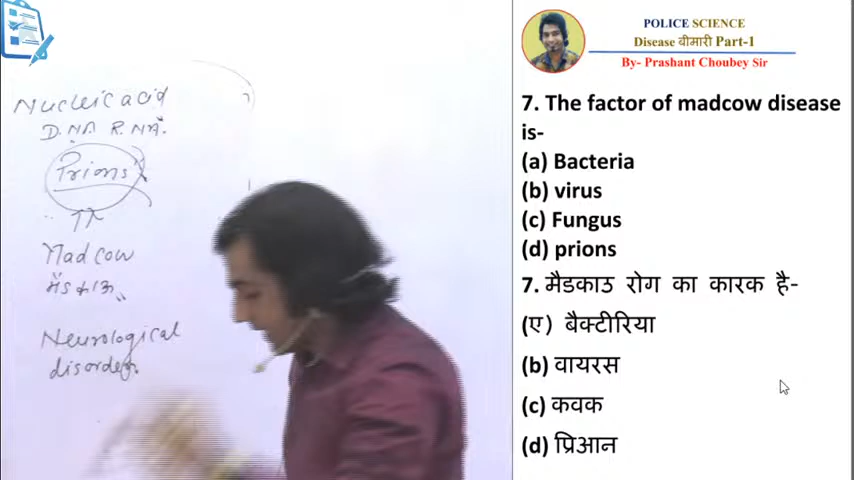 Nucleic acid
D.NA. R.NA.
Prions
Mad cow
मैडकाऊ
Neurological
disorder.
POLICE SCIENCE
Disease बीमारी Part-1
By- Prashant Choubey Sir
7. The factor of madcow disease
is-
(a) Bacteria
(b) virus
(c) Fungus
(d) prions
7. मैडकाउ रोग का कारक है-
(ए) बैक्टीरिया
(b) वायरस
(c) कवक
(d) प्रिआन